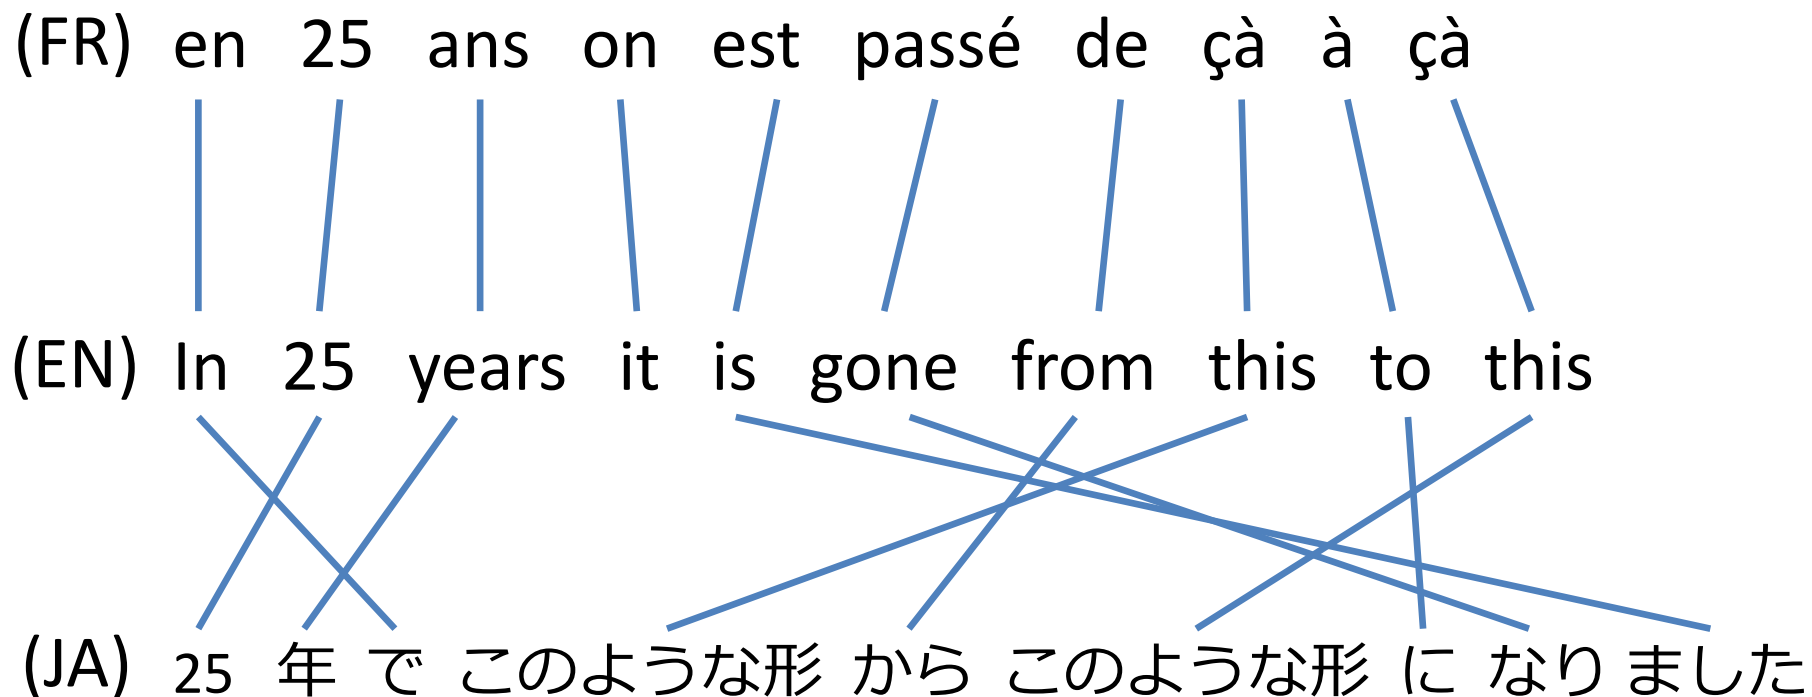 (FR) en 25 ans on est passé de çà à çà
(EN) In 25 years it is gone from this to this
(JA) 25 年 で このような形 から このような形 に なり ました